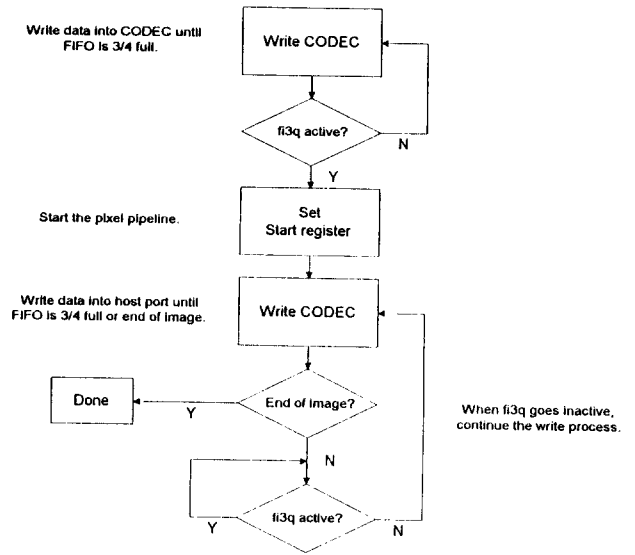 Write data into CODEC until
FIFO is 3/4 full.
Write CODEC
fi3q active?
N
Y
Start the pixel pipeline.
Set
Start register
Write data into host port until
FIFO is 3/4 full or end of image.
Write CODEC
Done
Y
End of image?
When fi3q goes inactive,
continue the write process.
N
fi3q active?
Y
N